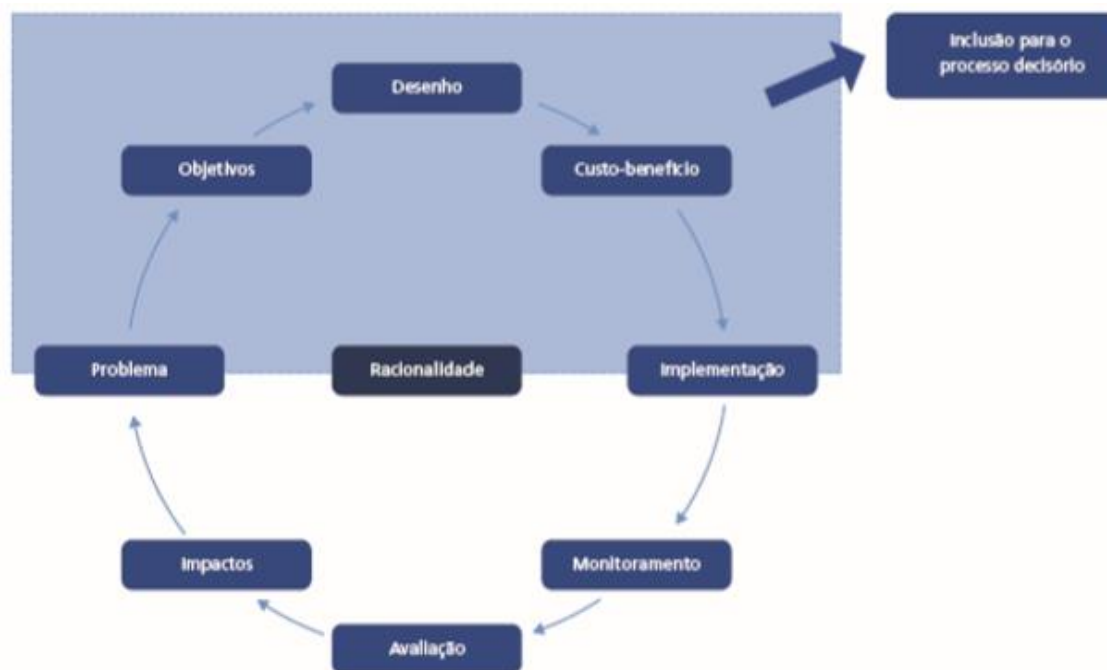 Inclusão para o
processo decisório
Desenho
Objetivos
Custo-benefício
Problema
Racionalidade
Implementação
Impactos
Monitoramento
Avaliação